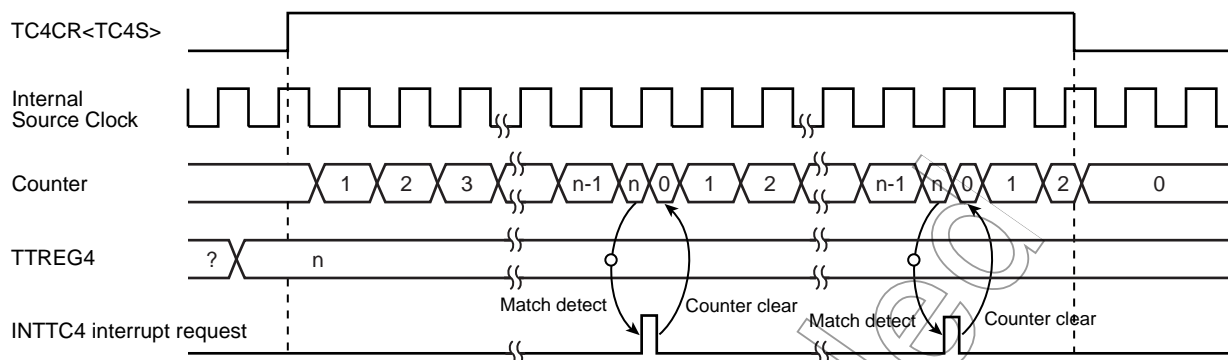 TC4CR<TC4S>
Internal
Source Clock
Counter
1 2 3 n-1 n 0 1 2 n-1 n 0 1 2 0
TTREG4
? n
Match detect Counter clear Match detect Counter clear
INTTC4 interrupt request